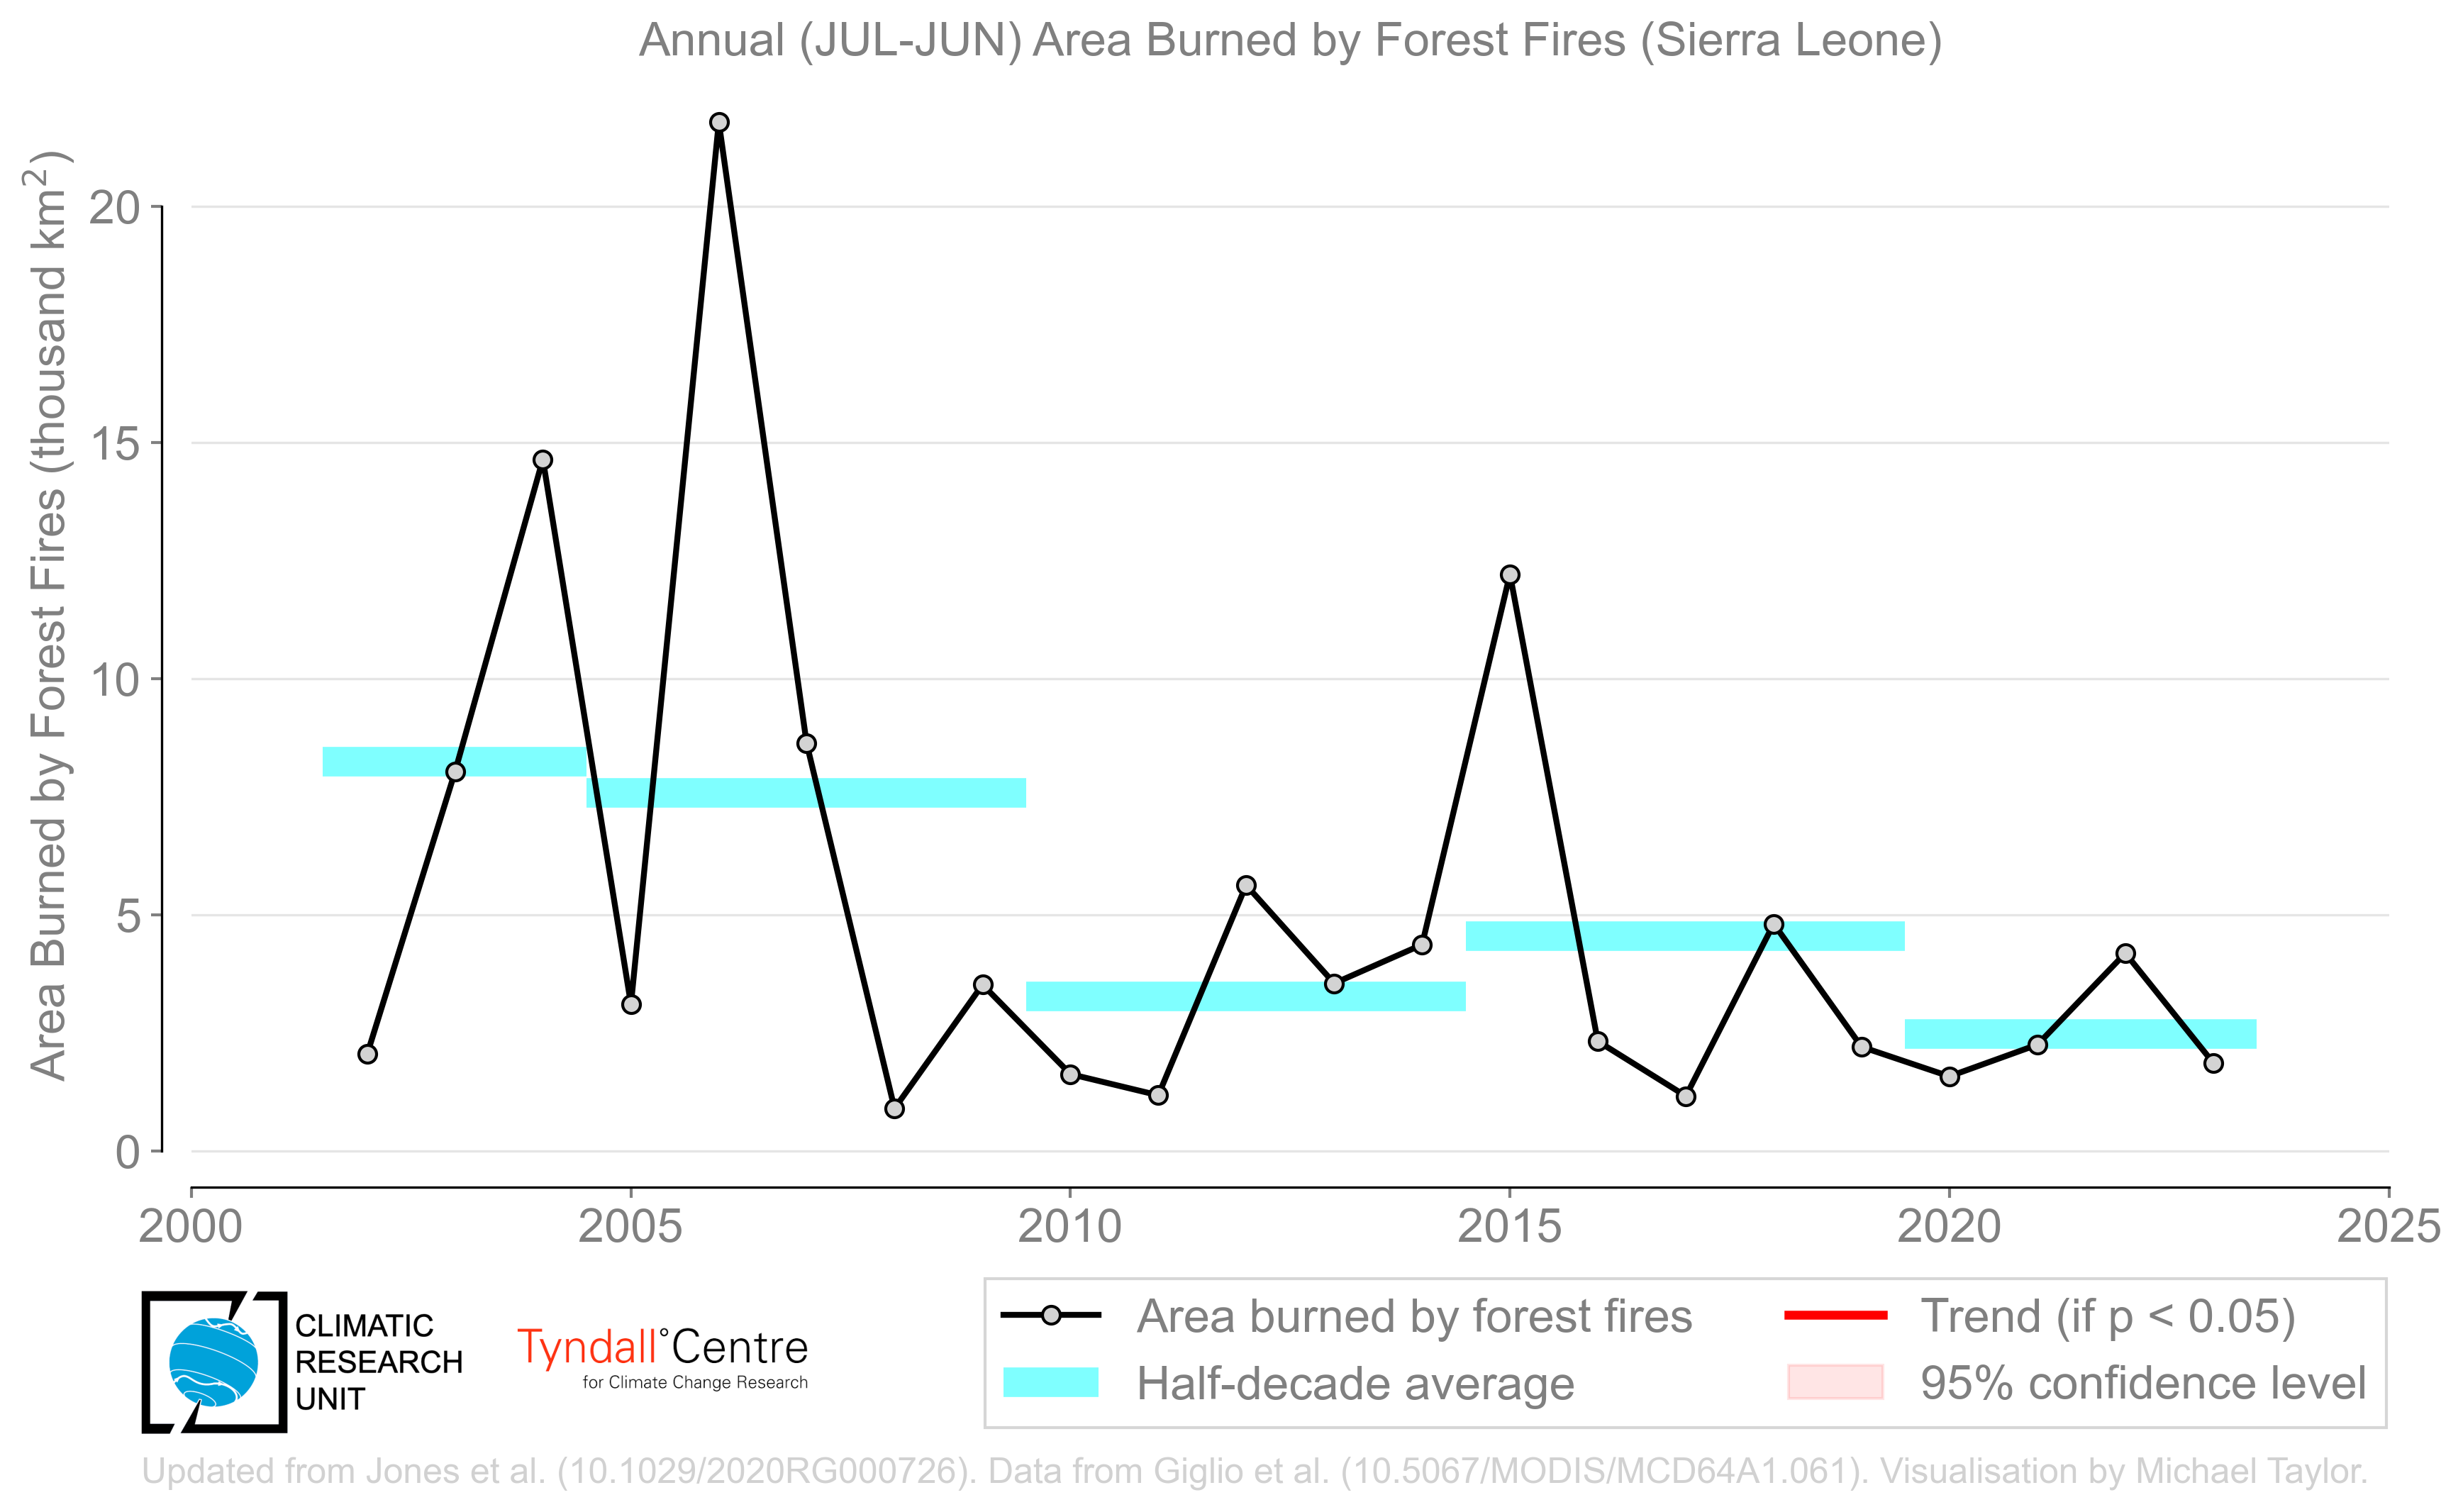 Annual (JUL-JUN) Area Burned by Forest Fires (Sierra Leone)
Area Burned by Forest Fires (thousand km²)
20
15
10
5
0
2000 2005 2010 2015 2020 2025
CLIMATIC
RESEARCH
UNIT
Tyndall°Centre
for Climate Change Research
Area burned by forest fires
Half-decade average
Trend (if p < 0.05)
95% confidence level
Updated from Jones et al. (10.1029/2020RG000726). Data from Giglio et al. (10.5067/MODIS/MCD64A1.061). Visualisation by Michael Taylor.